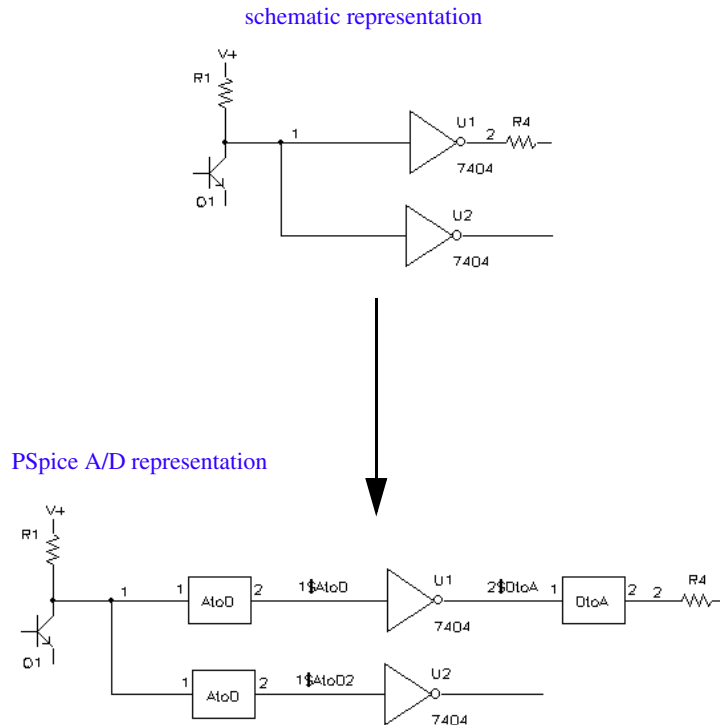 schematic representation
V+
R1
1
U1
2
R4
7404
Q1
U2
7404
PSpice A/D representation
V+
R1
1
1
AtoD
2
1$AtoD
U1
2$DtoA
1
DtoA
2
2
R4
7404
Q1
1
AtoD
2
1$AtoD2
U2
7404